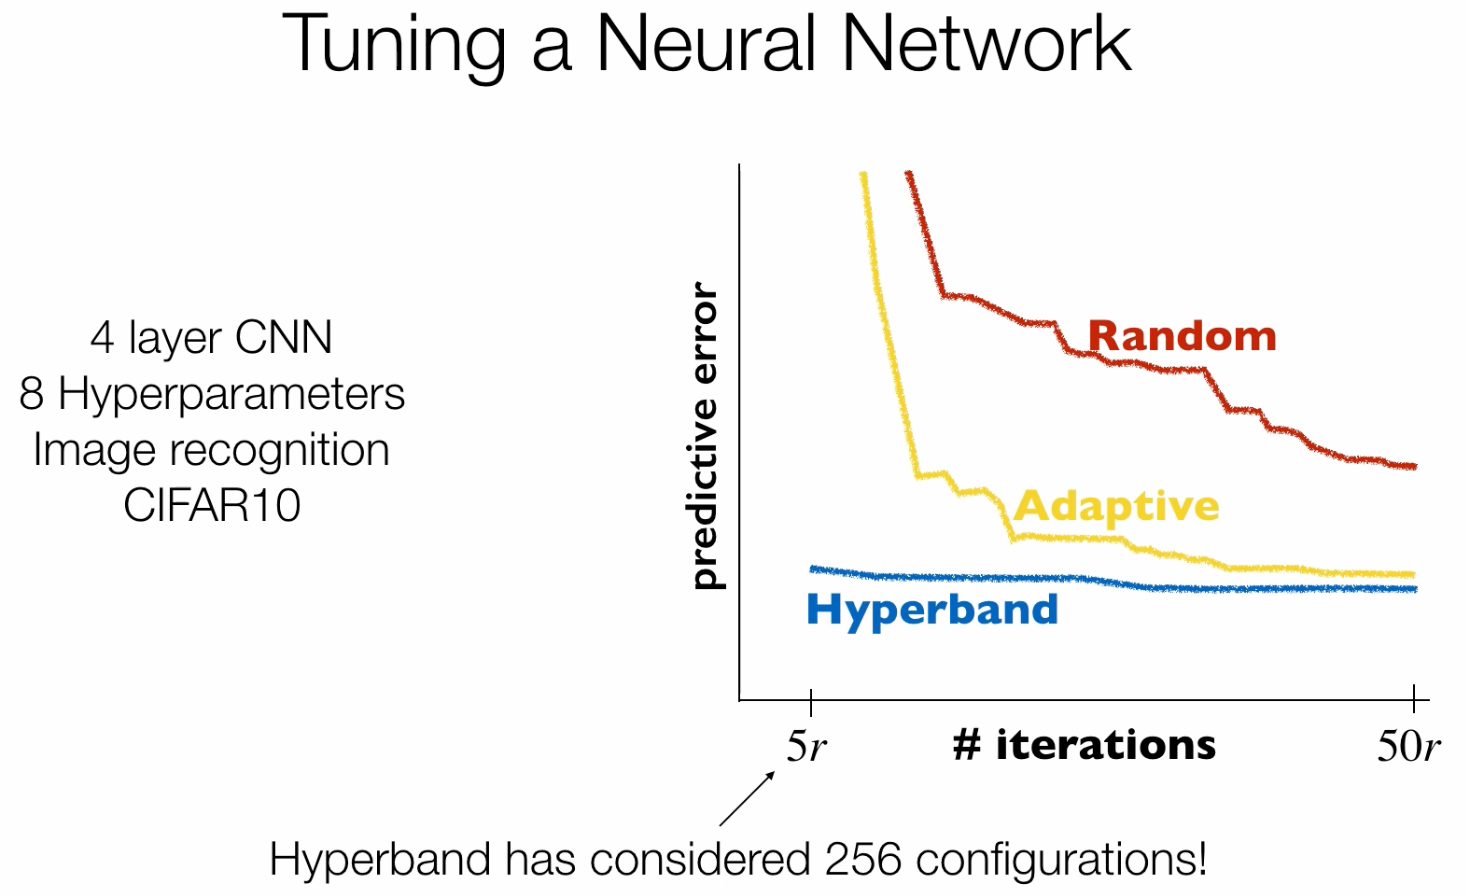 Tuning a Neural Network
4 layer CNN
8 Hyperparameters
Image recognition
CIFAR10
predictive error
Random
Adaptive
Hyperband
5r
# iterations
50r
Hyperband has considered 256 configurations!